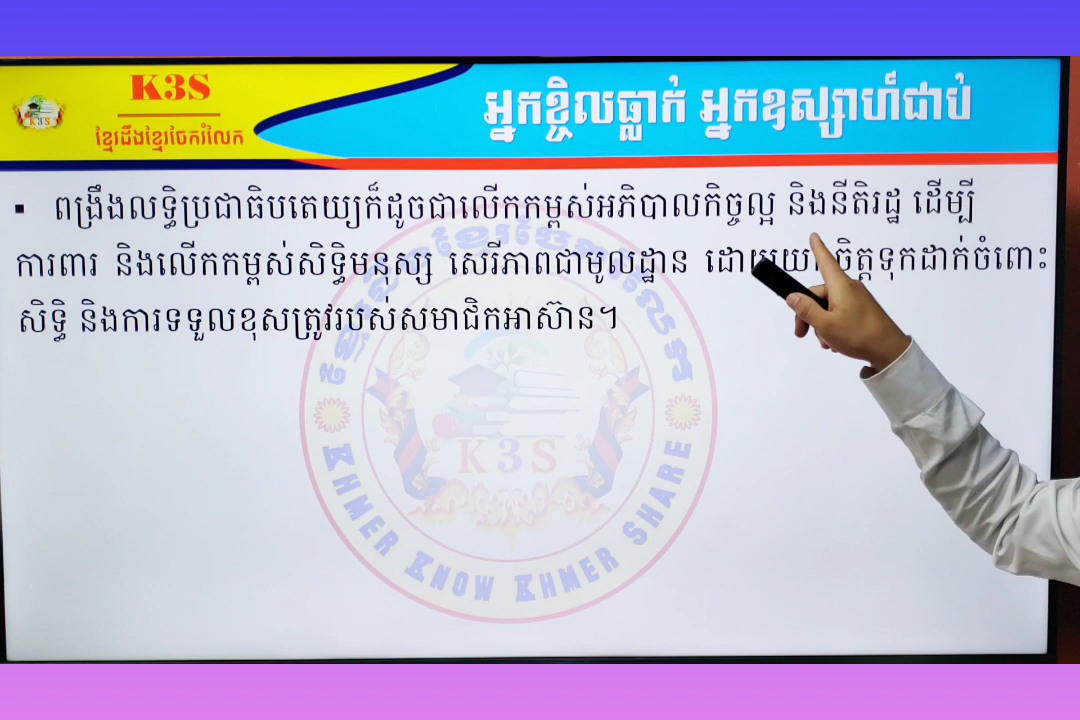 K3S
ខ្មែរដឹងខ្មែរចែករំលែក
អ្នកខ្ជិលធ្លាក់ អ្នកឧស្សាហ៍ជាប់
▪ ពង្រឹងលទ្ធិប្រជាធិបតេយ្យក៏ដូចជាលើកកម្ពស់អភិបាលកិច្ចល្អ និងនីតិរដ្ឋ ដើម្បី
ការពារ និងលើកកម្ពស់សិទ្ធិមនុស្ស សេរីភាពជាមូលដ្ឋាន ដោយ ចិត្តទុកដាក់ចំពោះ
សិទ្ធិ និងការទទួលខុសត្រូវរបស់សមាជិកអាស៊ាន។
K3S
KHMER KNOW KHMER SHARE